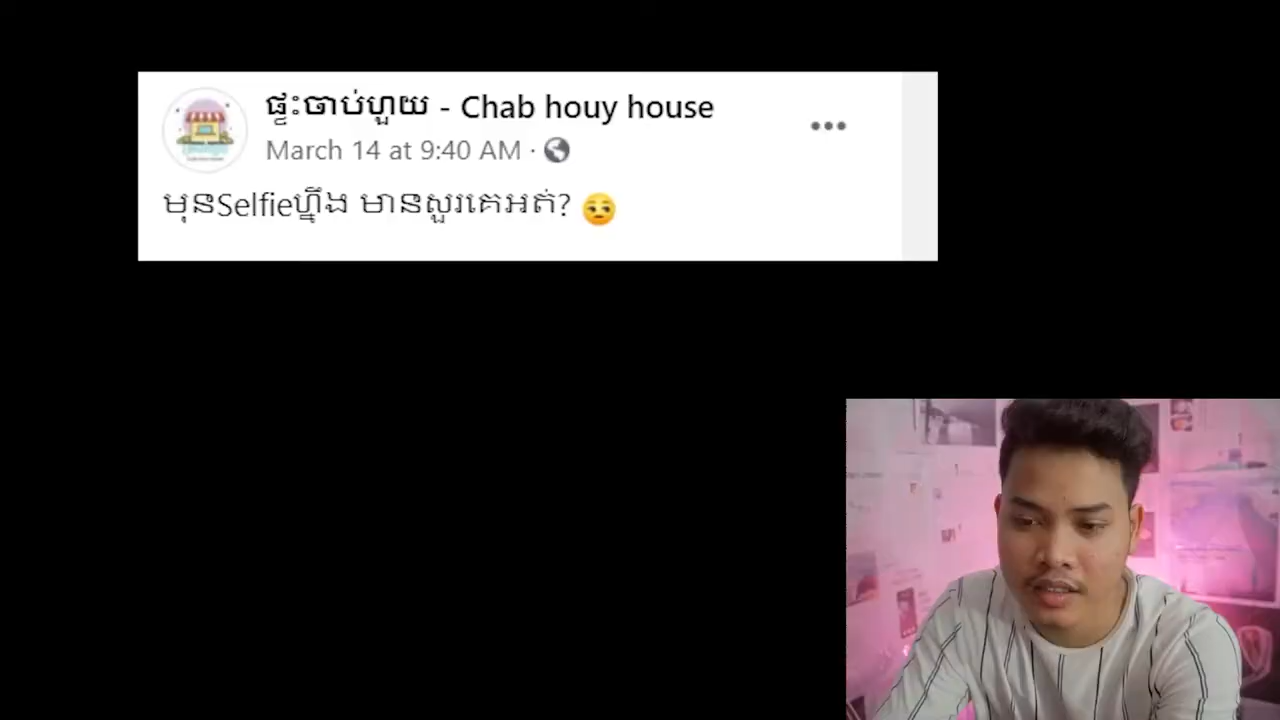 ផ្ទះចាប់ហួយ - Chab houy house
March 14 at 9:40 AM ·
មុនSelfieហ្នឹង មានសួរគេអត់? 😒